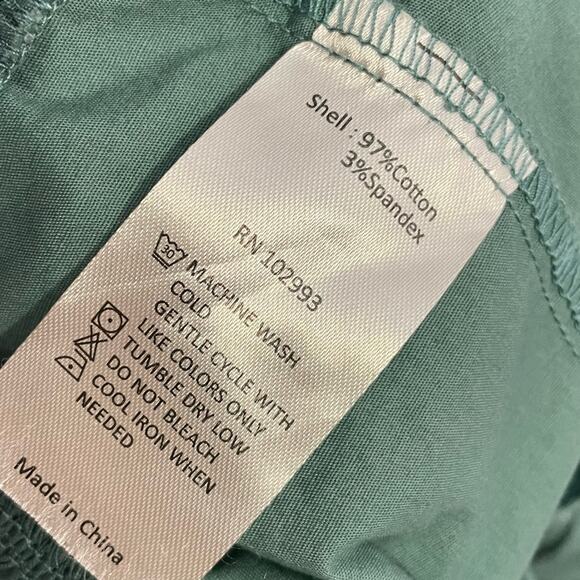 Shell : 97%Cotton
3%Spandex
RN 102993
30 MACHINE WASH
COLD
GENTLE CYCLE WITH
LIKE COLORS ONLY
TUMBLE DRY LOW
DO NOT BLEACH
COOL IRON WHEN
NEEDED
Made in China